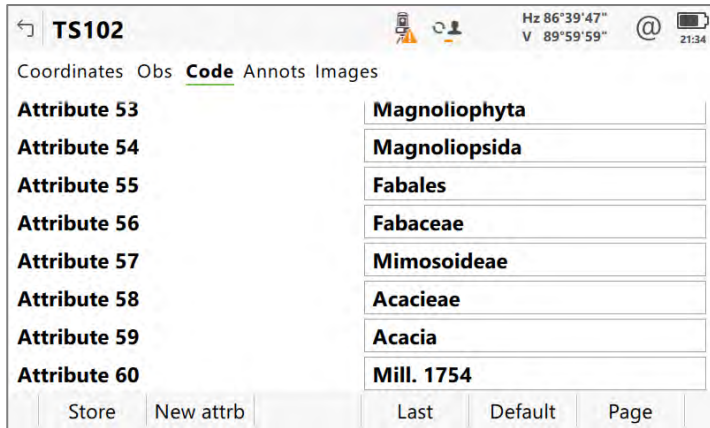 TS102
Hz 86°39'47"
V 89°59'59"
@
21:34
Coordinates Obs Code Annots Images
Attribute 53 Magnoliophyta
Attribute 54 Magnoliopsida
Attribute 55 Fabales
Attribute 56 Fabaceae
Attribute 57 Mimosoideae
Attribute 58 Acacieae
Attribute 59 Acacia
Attribute 60 Mill. 1754
Store New attrb Last Default Page